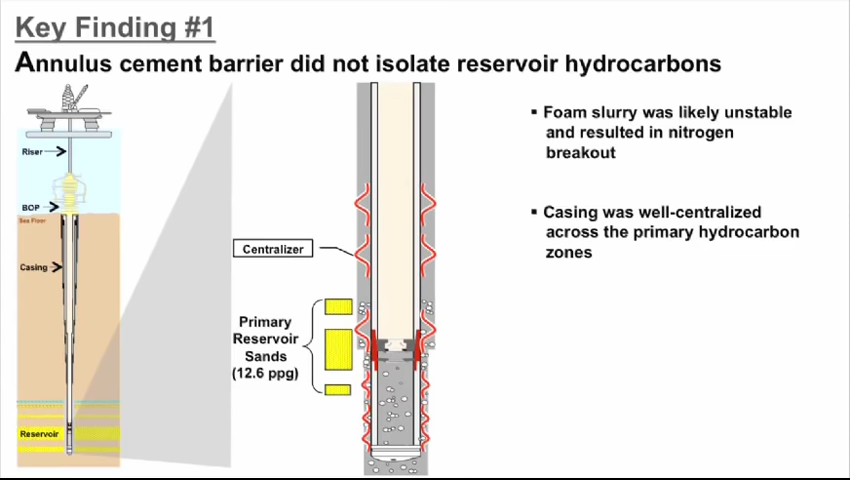 Key Finding #1
Annulus cement barrier did not isolate reservoir hydrocarbons
Riser
BOP
Sea Floor
Casing
Reservoir
Centralizer
Primary
Reservoir
Sands
(12.6 ppg)
▪ Foam slurry was likely unstable
and resulted in nitrogen
breakout
▪ Casing was well-centralized
across the primary hydrocarbon
zones